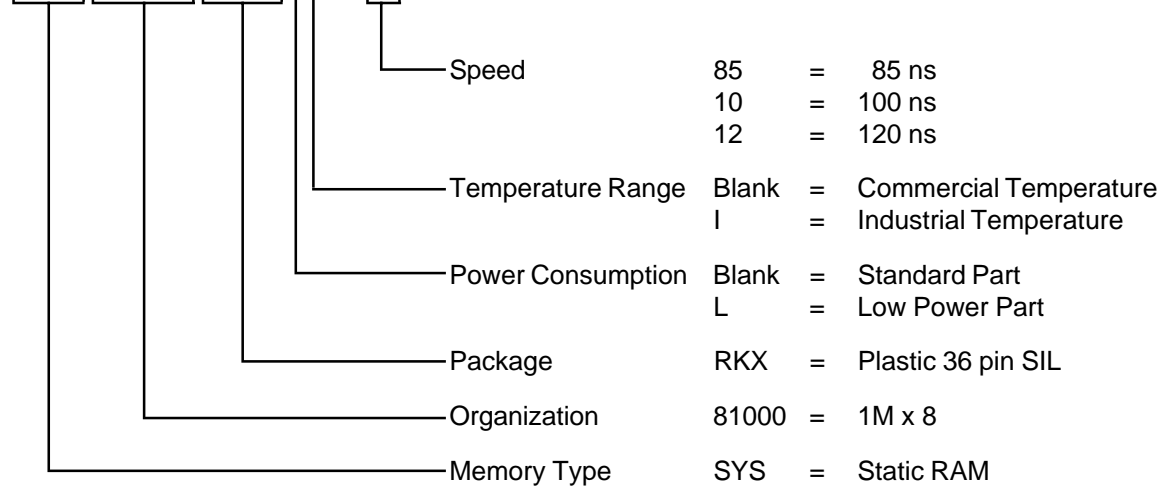 Speed 85 = 85 ns
10 = 100 ns
12 = 120 ns
Temperature Range Blank = Commercial Temperature
I = Industrial Temperature
Power Consumption Blank = Standard Part
L = Low Power Part
Package RKX = Plastic 36 pin SIL
Organization 81000 = 1M x 8
Memory Type SYS = Static RAM